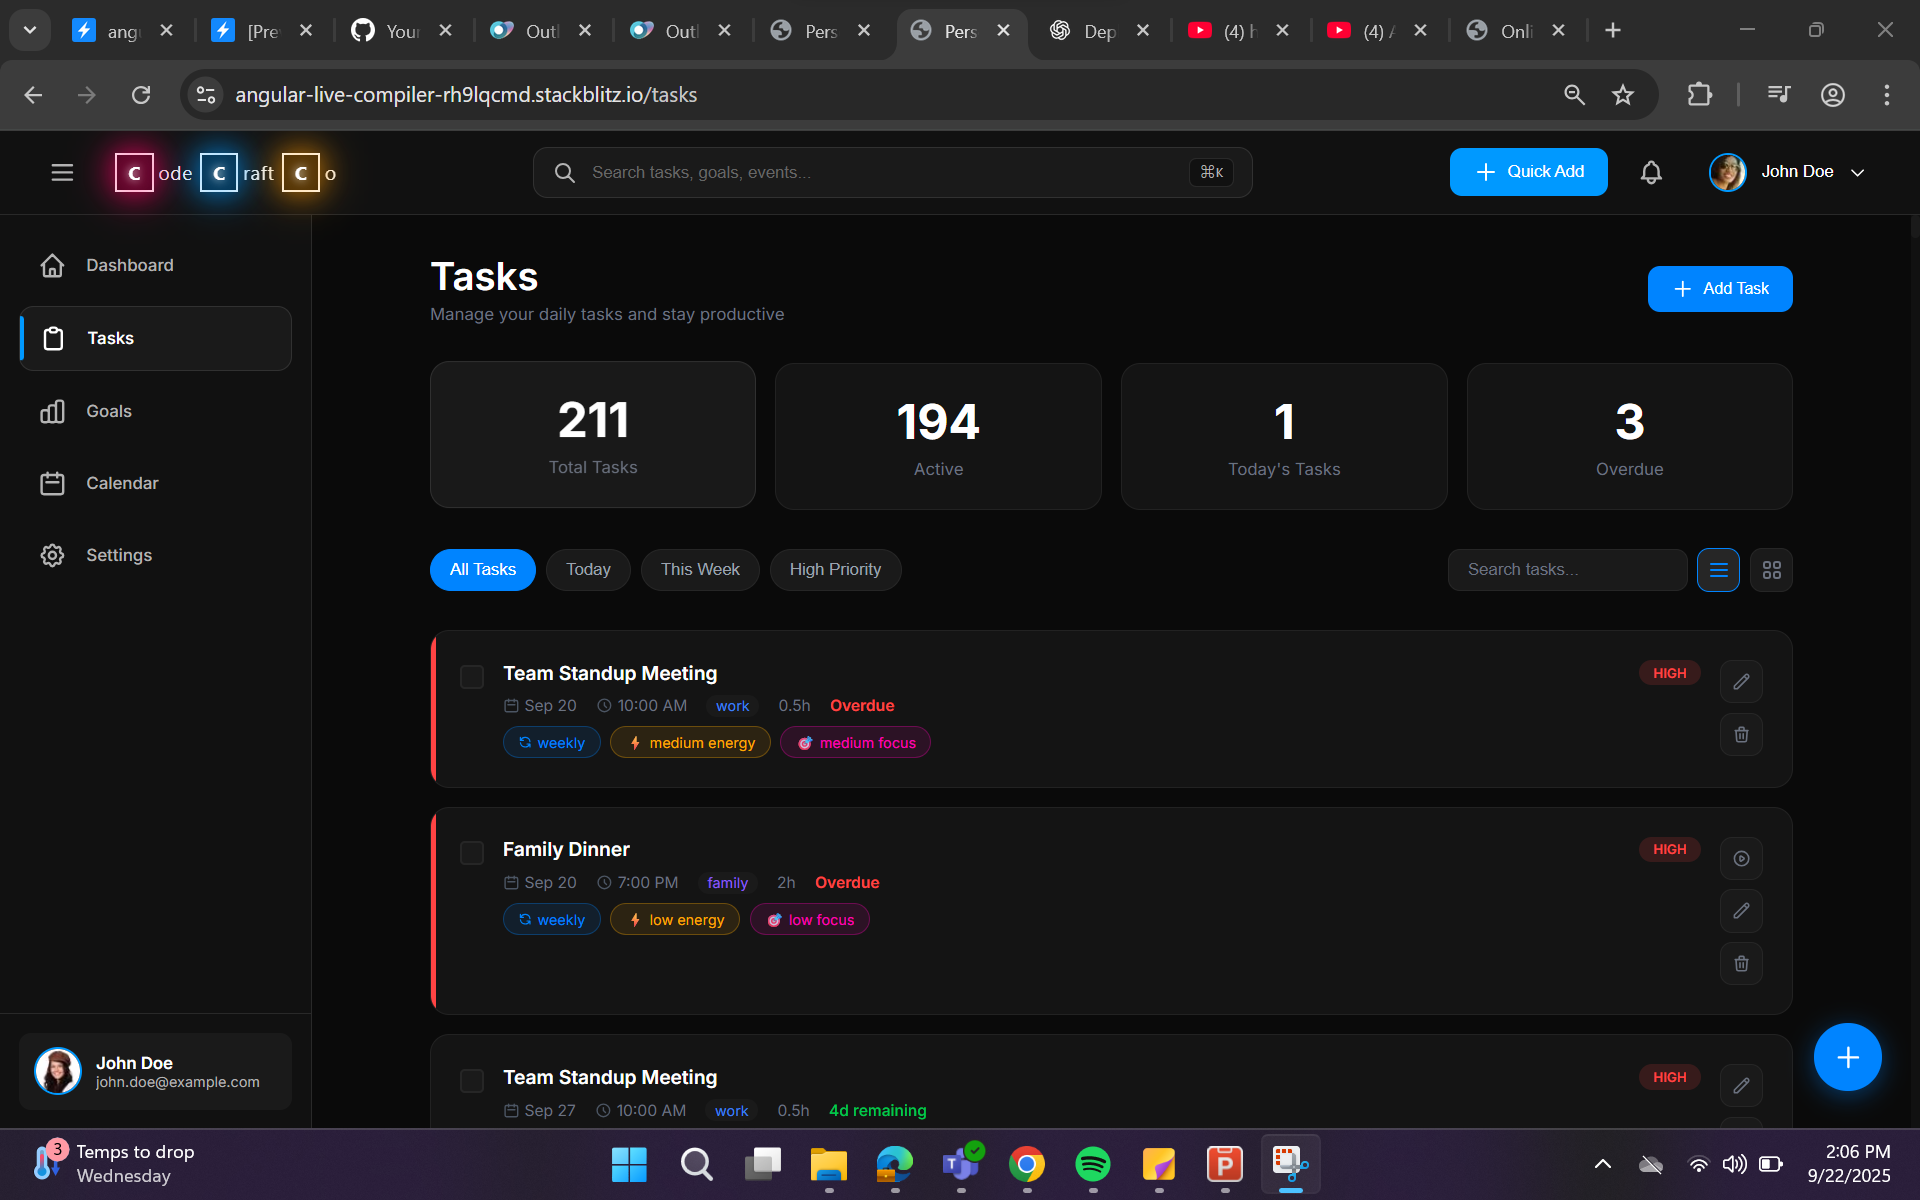 angu
[Prev
Your
Outl
Outl
Pers
Pers
Dep
(4) h
(4) A
Onli
angular-live-compiler-rh9lqcmd.stackblitz.io/tasks
C ode C raft C o
Search tasks, goals, events...
⌘K
Quick Add
John Doe
Dashboard
Tasks
Goals
Calendar
Settings
Tasks
Manage your daily tasks and stay productive
Add Task
211
Total Tasks
194
Active
1
Today's Tasks
3
Overdue
All Tasks
Today
This Week
High Priority
Search tasks...
Team Standup Meeting
HIGH
Sep 20
10:00 AM
work
0.5h
Overdue
weekly
medium energy
medium focus
Family Dinner
HIGH
Sep 20
7:00 PM
family
2h
Overdue
weekly
low energy
low focus
Team Standup Meeting
HIGH
Sep 27
10:00 AM
work
0.5h
4d remaining
John Doe
john.doe@example.com
3
Temps to drop
Wednesday
2:06 PM
9/22/2025